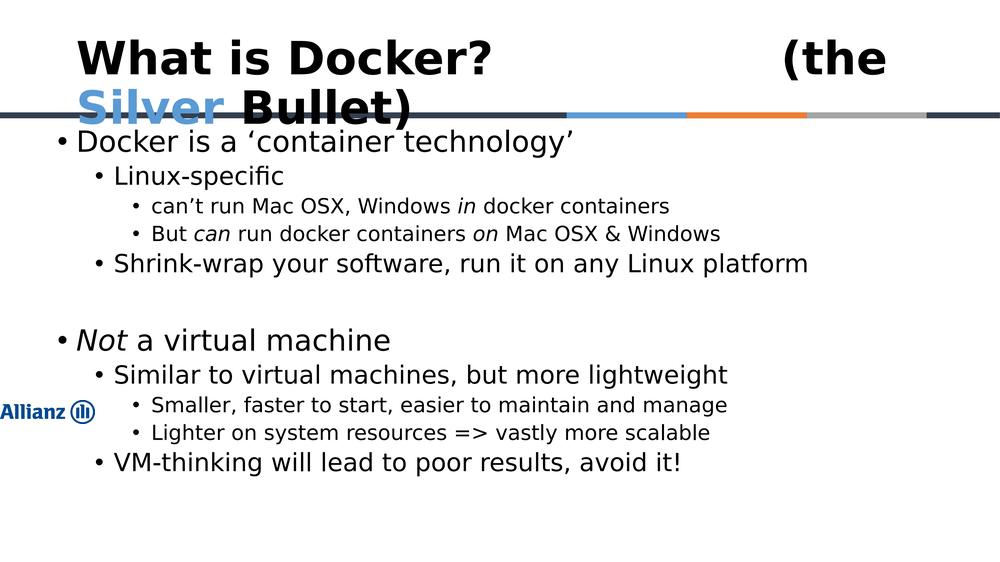 What is Docker? (the
Silver Bullet)
• Docker is a ‘container technology’
• Linux-specific
• can’t run Mac OSX, Windows in docker containers
• But can run docker containers on Mac OSX & Windows
• Shrink-wrap your software, run it on any Linux platform
• Not a virtual machine
• Similar to virtual machines, but more lightweight
Allianz
• Smaller, faster to start, easier to maintain and manage
• Lighter on system resources => vastly more scalable
• VM-thinking will lead to poor results, avoid it!